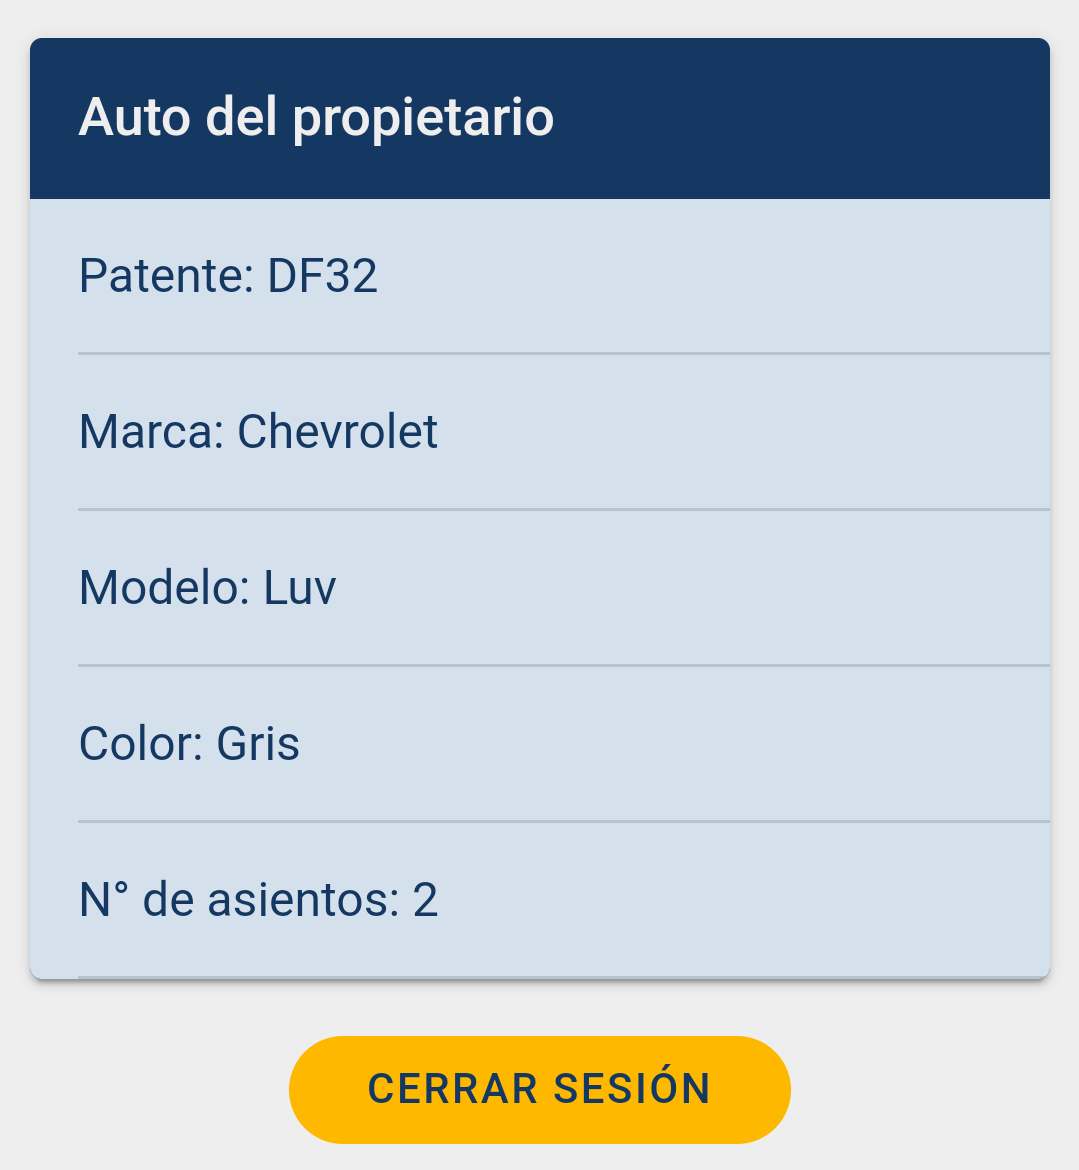 Auto del propietario
Patente: DF32
Marca: Chevrolet
Modelo: Luv
Color: Gris
N° de asientos: 2
CERRAR SESIÓN